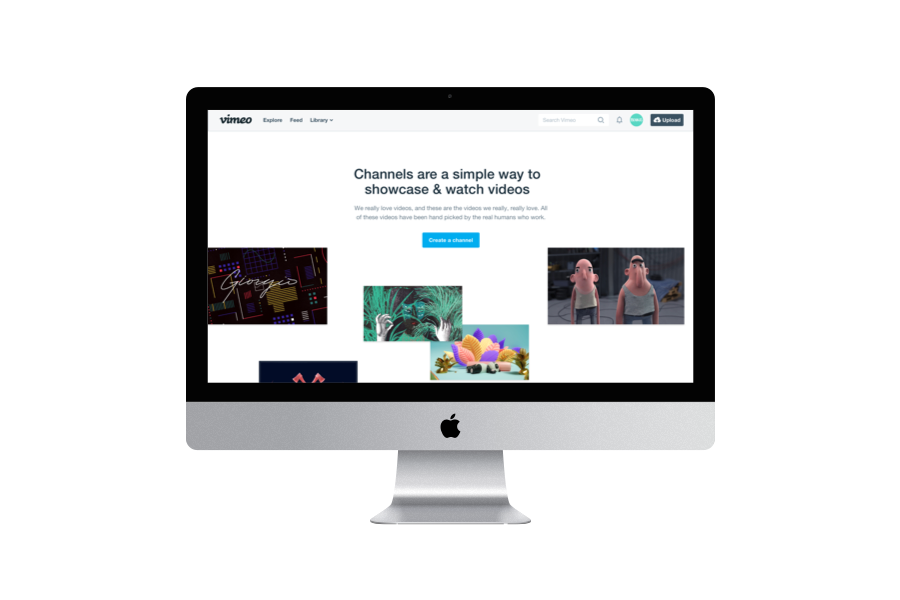 vimeo
Explore Feed Library
Search Vimeo
Upload
Channels are a simple way to
showcase & watch videos
We really love videos, and these are the videos we really, really love. All
of these videos have been hand picked by the real humans who work.
Create a channel
Giorgio